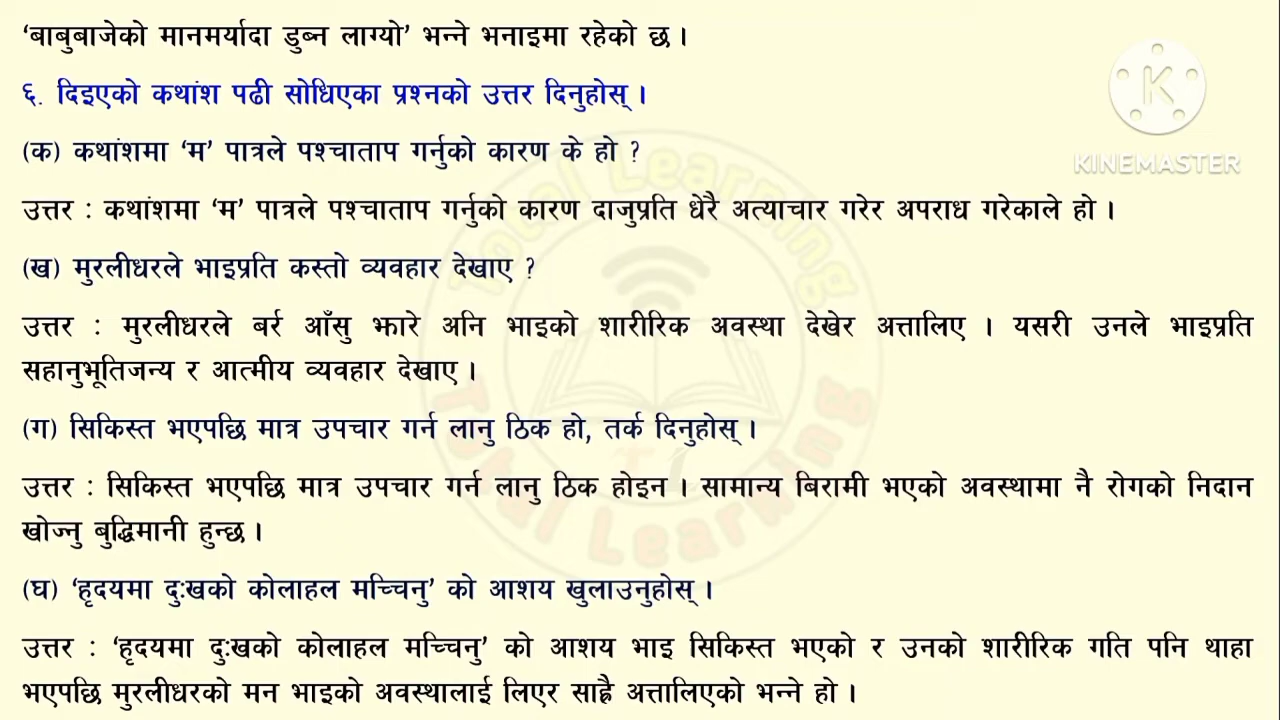 ‘बाबुबाजेको मानमर्यादा डुब्न लाग्यो’ भन्ने भनाइमा रहेको छ ।
६. दिइएको कथांश पढी सोधिएका प्रश्नको उत्तर दिनुहोस् ।
(क) कथांशमा ‘म’ पात्रले पश्चाताप गर्नुको कारण के हो ?
उत्तर : कथांशमा ‘म’ पात्रले पश्चाताप गर्नुको कारण दाजुप्रति धेरै अत्याचार गरेर अपराध गरेकाले हो ।
(ख) मुरलीधरले भाइप्रति कस्तो व्यवहार देखाए ?
उत्तर : मुरलीधरले बर्र आँसु झारे अनि भाइको शारीरिक अवस्था देखेर अत्तालिए । यसरी उनले भाइप्रति
सहानुभूतिजन्य र आत्मीय व्यवहार देखाए ।
(ग) सिकिस्त भएपछि मात्र उपचार गर्न लानु ठिक हो, तर्क दिनुहोस् ।
उत्तर : सिकिस्त भएपछि मात्र उपचार गर्न लानु ठिक होइन । सामान्य बिरामी भएको अवस्थामा नै रोगको निदान
खोज्नु बुद्धिमानी हुन्छ ।
(घ) ‘हृदयमा दुःखको कोलाहल मच्चिनु’ को आशय खुलाउनुहोस् ।
उत्तर : ‘हृदयमा दुःखको कोलाहल मच्चिनु’ को आशय भाइ सिकिस्त भएको र उनको शारीरिक गति पनि थाहा
भएपछि मुरलीधरको मन भाइको अवस्थालाई लिएर साह्रै अत्तालिएको भन्ने हो ।
K
KINEMASTER
Total Learning
Total Learning